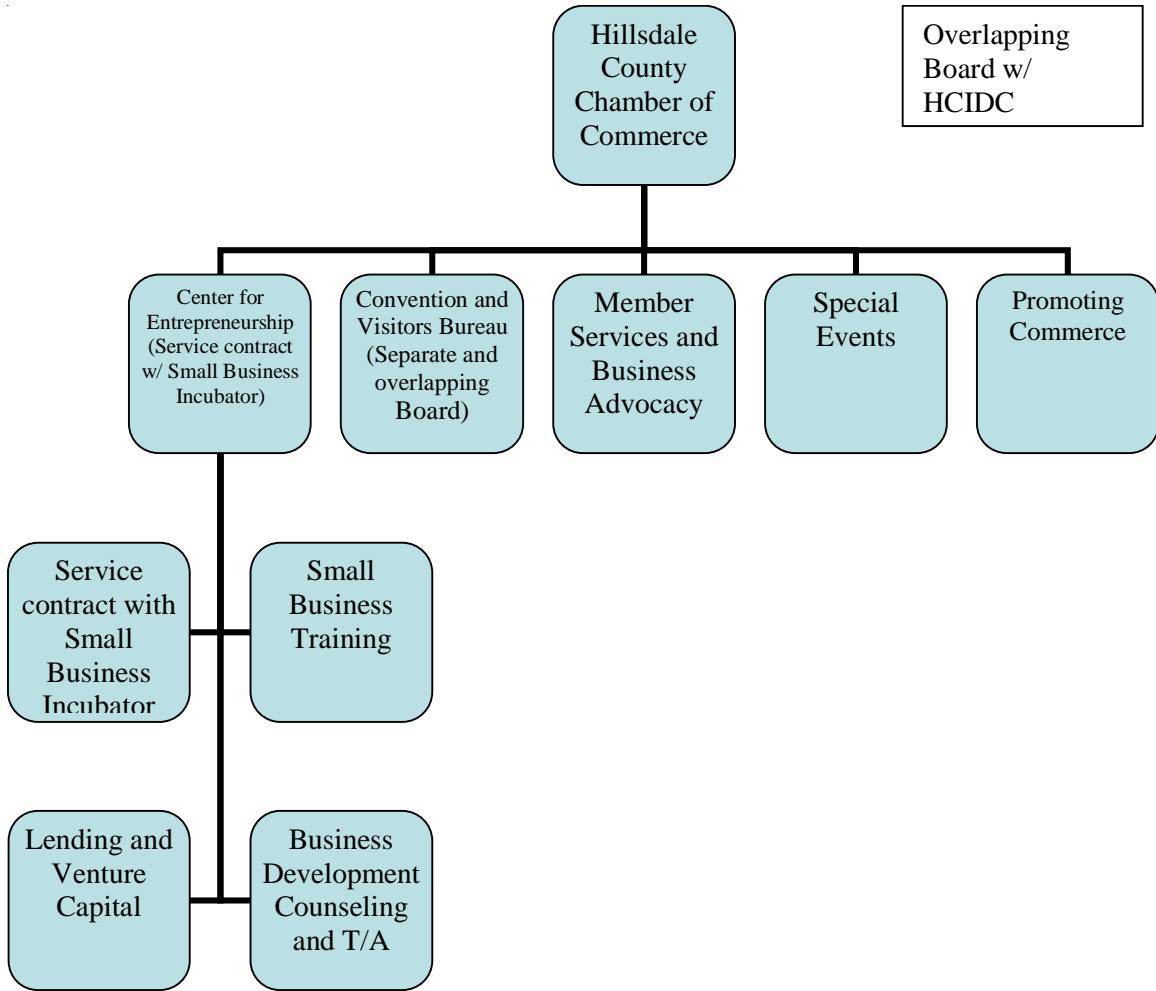 Hillsdale
County
Chamber of
Commerce
Overlapping
Board w/
HCIDC
Center for
Entrepreneurship
(Service contract
w/ Small Business
Incubator)
Convention and
Visitors Bureau
(Separate and
overlapping
Board)
Member
Services and
Business
Advocacy
Special
Events
Promoting
Commerce
Service
contract with
Small
Business
Incubator
Small
Business
Training
Lending and
Venture
Capital
Business
Development
Counseling
and T/A